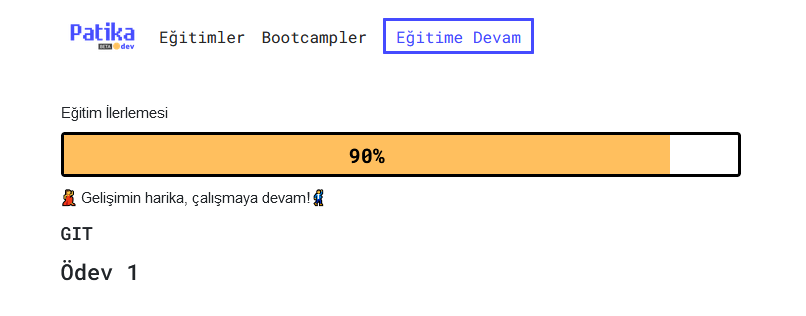 Patika
BETA dev
Eğitimler Bootcampler Eğitime Devam
Eğitim İlerlemesi
90%
Gelişimin harika, çalışmaya devam!
GIT
Ödev 1